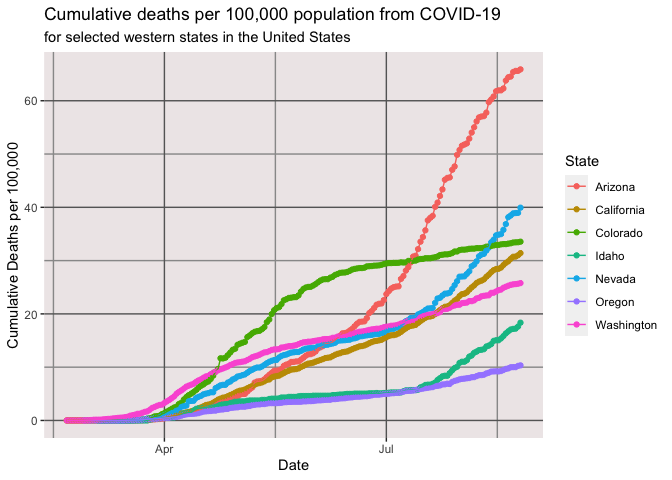 Cumulative deaths per 100,000 population from COVID-19
for selected western states in the United States
Cumulative Deaths per 100,000
60
40
20
0
Apr
Jul
Date
State
Arizona
California
Colorado
Idaho
Nevada
Oregon
Washington